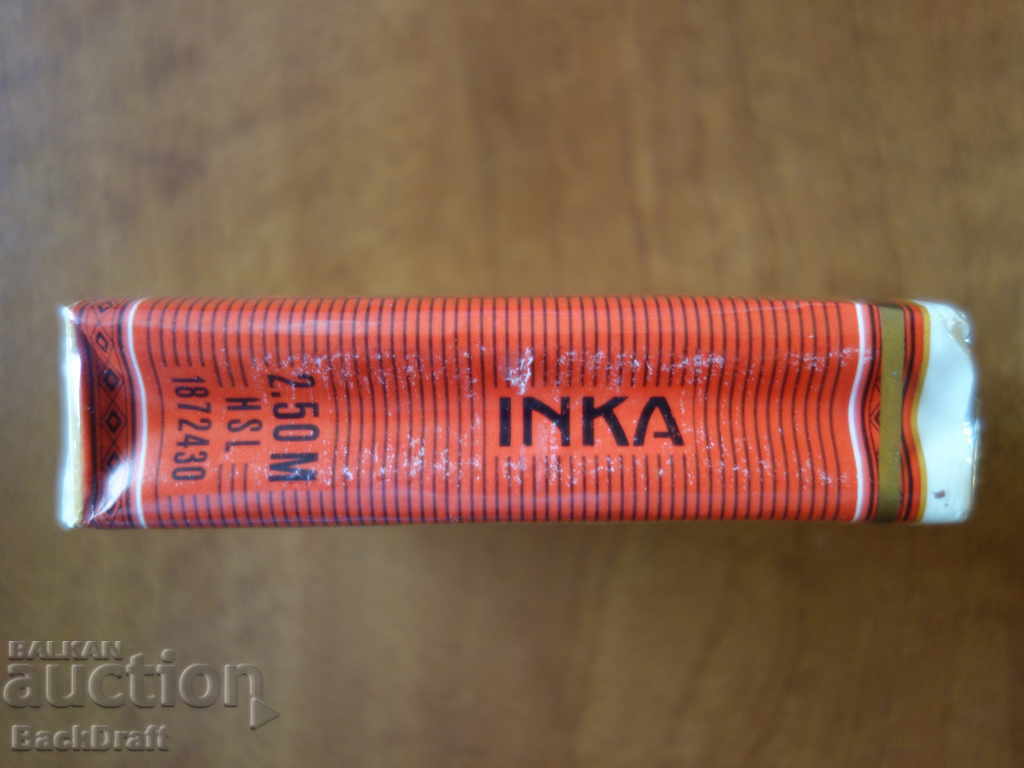 INKA
2,50 M
HSL
1872430
BALKAN
auction
BackDraft